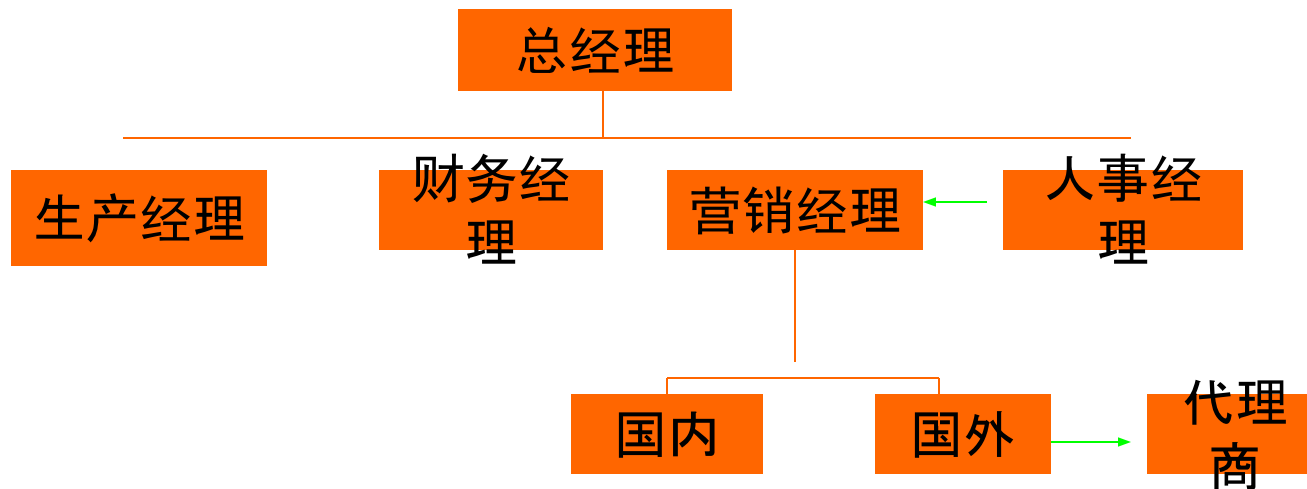 总经理
生产经理
财务经
理
营销经理
人事经
理
国内
国外
代理
商